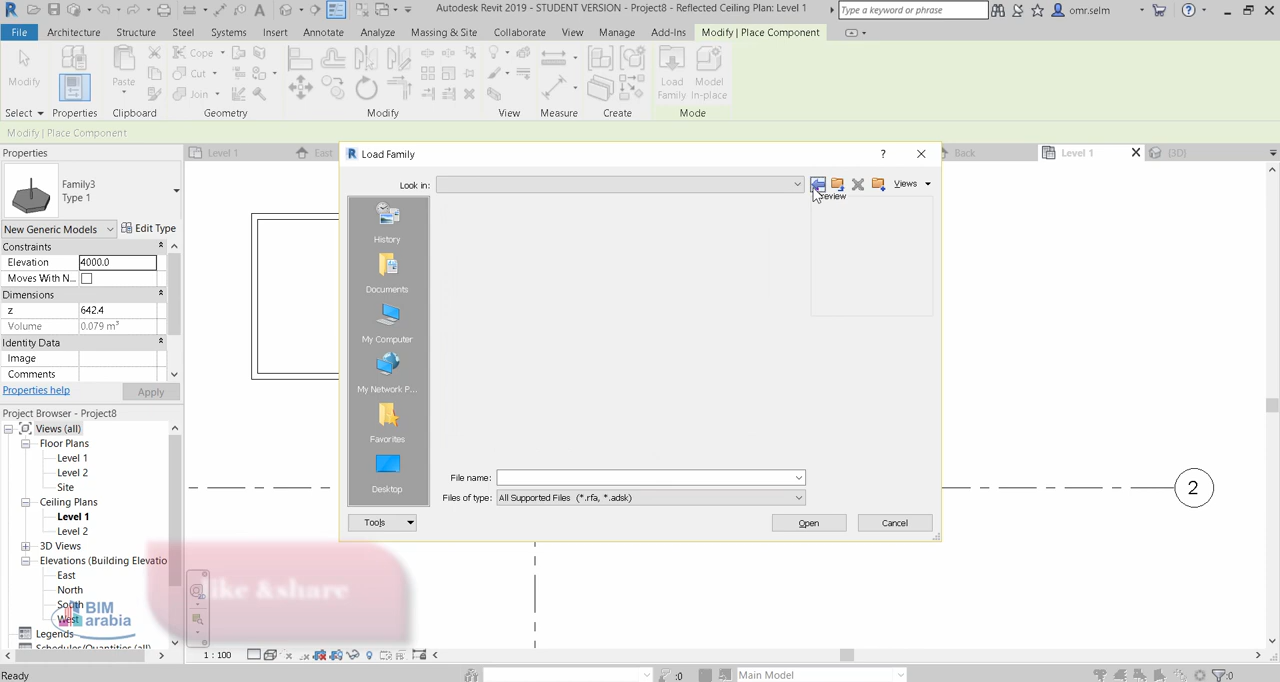 Autodesk Revit 2019 - STUDENT VERSION - Project8 - Reflected Ceiling Plan: Level 1
Type a keyword or phrase
omr.selm
File Architecture Structure Steel Systems Insert Annotate Analyze Massing & Site Collaborate View Manage Add-Ins Modify | Place Component
Modify Paste Cope Cut Join Load Family Model In-place
Select Properties Clipboard Geometry Modify View Measure Create Mode
Modify | Place Component
Properties
Family3
Type 1
New Generic Models Edit Type
Constraints
Elevation 4000.0
Moves With N...
Dimensions
z 642.4
Volume 0.079 m³
Identity Data
Image
Comments
Properties help Apply
Project Browser - Project8
Views (all)
Floor Plans
Level 1
Level 2
Site
Ceiling Plans
Level 1
Level 2
3D Views
Elevations (Building Elevatio
East
North
South
West
Legends
Schedules/Quantities (all)
Level 1 East Back Level 1 {3D}
Load Family
Look in:
Views
History
Documents
My Computer
My Network P...
Favorites
Desktop
File name:
Files of type: All Supported Files (*.rfa, *.adsk)
Tools Open Cancel
2
like &share
BIM
arabia
1 : 100
Ready
:0 Main Model :0